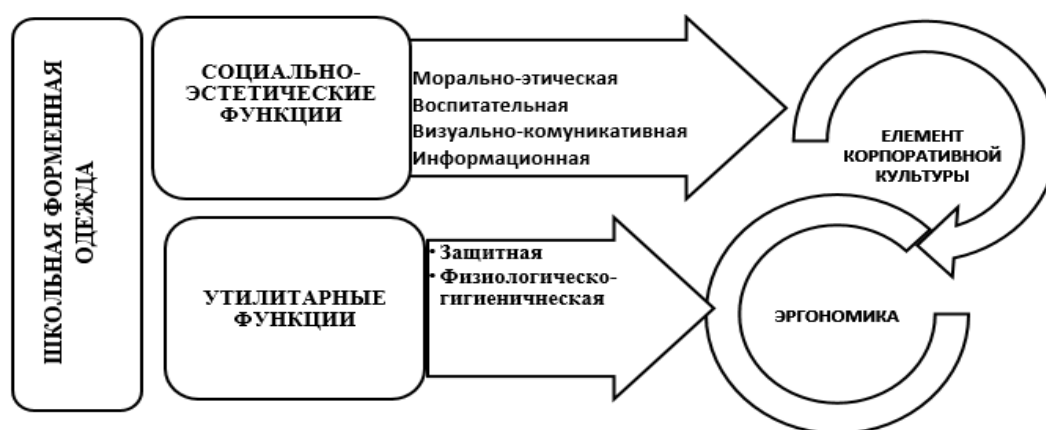 ШКОЛЬНАЯ ФОРМЕННАЯ
ОДЕЖДА
СОЦИАЛЬНО-
ЭСТЕТИЧЕСКИЕ
ФУНКЦИИ
Морально-этическая
Воспитательная
Визуально-комуникативная
Информационная
ЕЛЕМЕНТ
КОРПОРАТИВНОЙ
КУЛЬТУРЫ
УТИЛИТАРНЫЕ
ФУНКЦИИ
• Защитная
• Физиологическо-
гигиеничнеская
ЭРГОНОМИКА